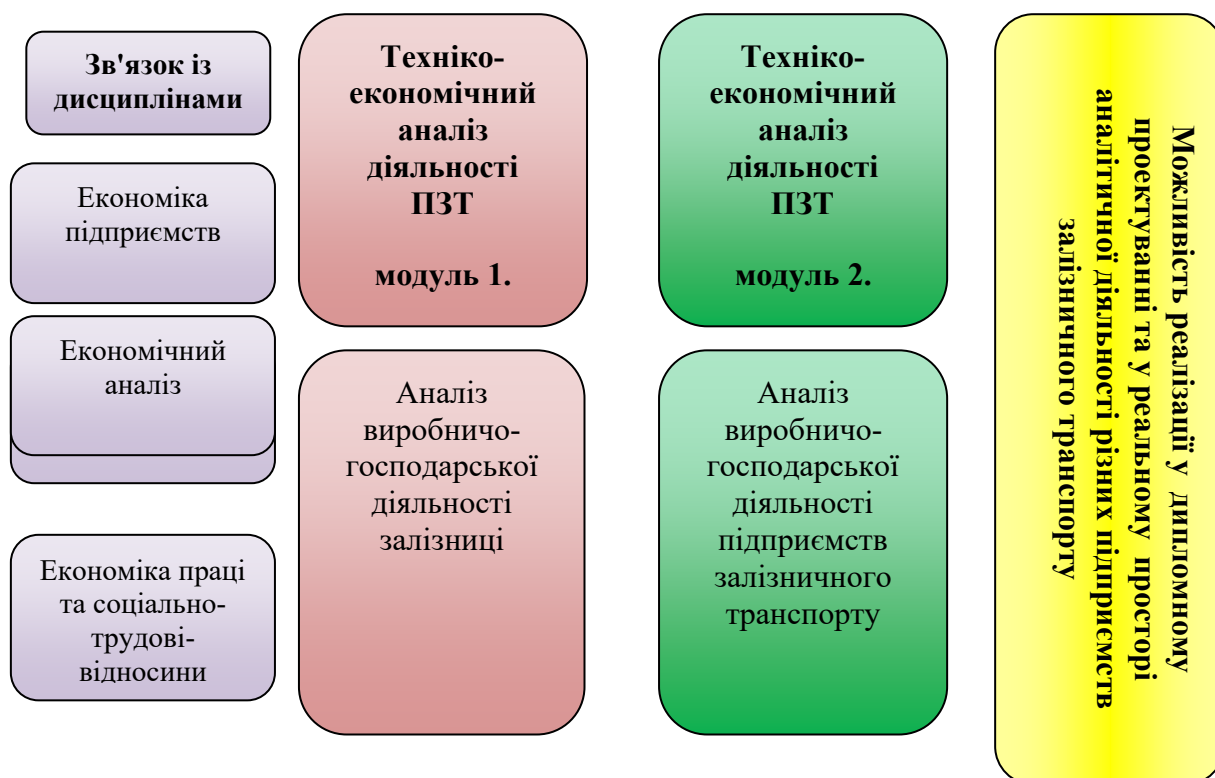 Зв'язок із
дисциплінами
Економіка
підприємств
Економічний
аналіз
Економіка праці
та соціально-
трудові-
відносини
Техніко-
економічний
аналіз
діяльності
ПЗТ
модуль 1.
Аналіз
виробничо-
господарської
діяльності
залізниці
Техніко-
економічний
аналіз
діяльності
ПЗТ
модуль 2.
Аналіз
виробничо-
господарської
діяльності
підприємств
залізничного
транспорту
Можливість реалізації у дипломному
проектуванні та у реальному просторі
аналітичної діяльності різних підприємств
залізничного транспорту